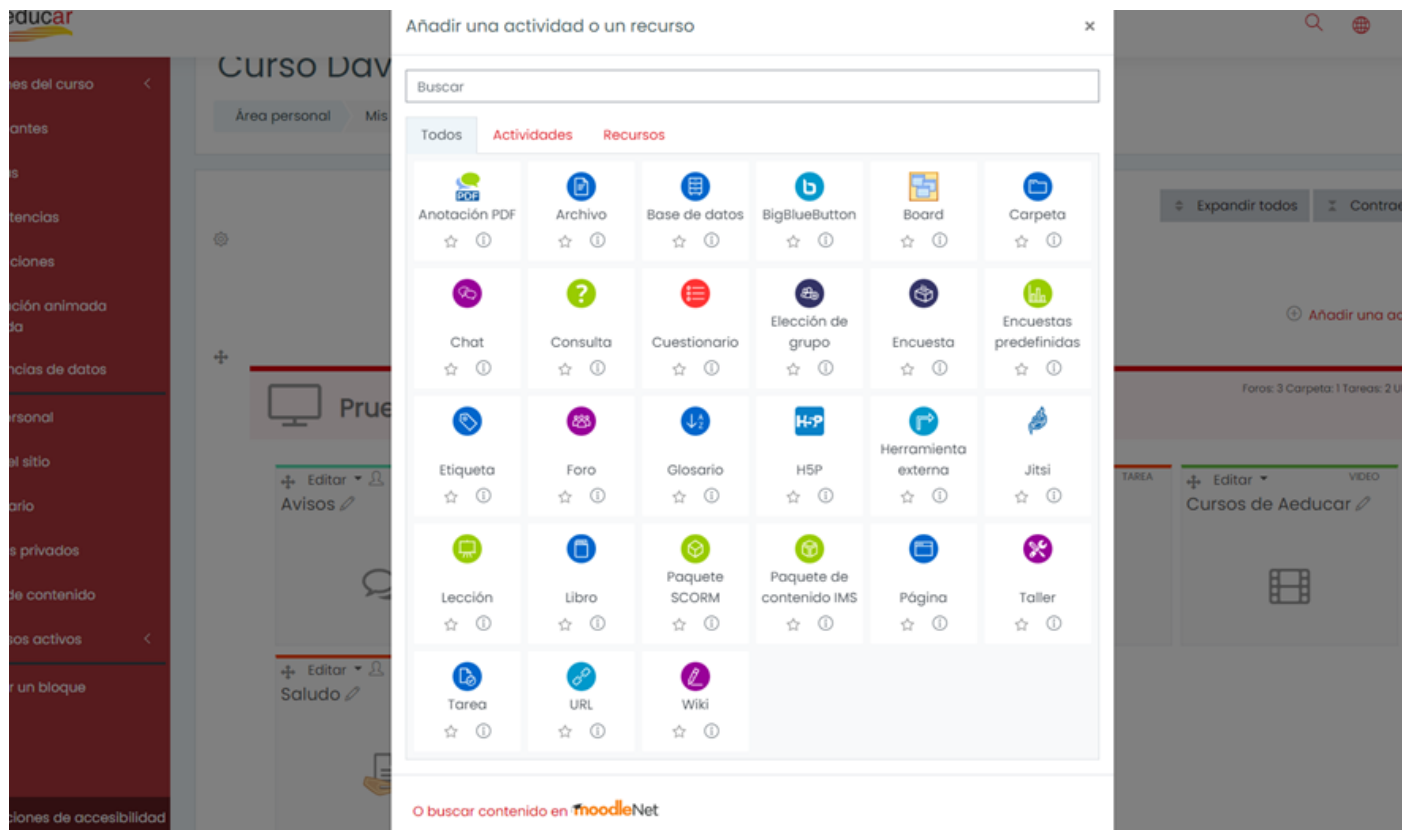 educar
Añadir una actividad o un recurso
×
Curso Dav
Área personal Mis
Buscar
Todos Actividades Recursos
Anotación PDF Archivo Base de datos BigBlueButton Board Carpeta
Chat Consulta Cuestionario Elección de grupo Encuesta Encuestas predefinidas
Etiqueta Foro Glosario H5P Herramienta externa Jitsi
Lección Libro Paquete SCORM Paquete de contenido IMS Página Taller
Tarea URL Wiki
O buscar contenido en moodleNet
es del curso
antes
s
tencias
ciones
ción animada
da
ncias de datos
rsonal
el sitio
ario
s privados
de contenido
sos activos
r un bloque
ciones de accesibilidad
Expandir todos Contrae
Añadir una ac
Prue
Foros: 3 Carpeta: 1 Tareas: 2 U
Editar
Avisos
TAREA
Editar VIDEO
Cursos de Aeducar
Editar
Saludo